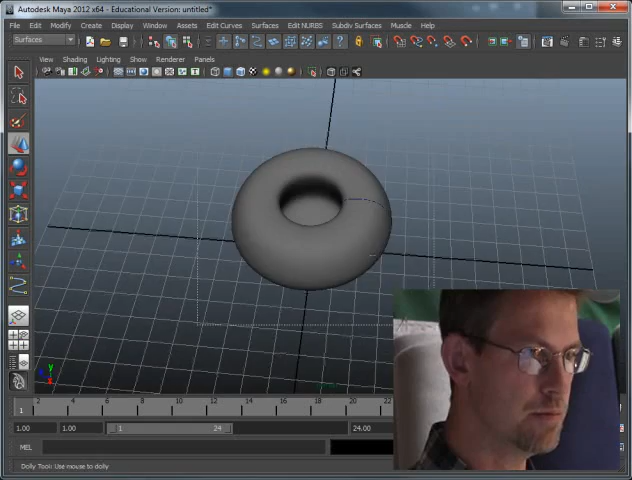 Autodesk Maya 2012 x64 - Educational Version: untitled*
File Edit Modify Create Display Window Assets Edit Curves Surfaces Edit NURBS Subdiv Surfaces Muscle Help
Surfaces
View Shading Lighting Show Renderer Panels
2 4 6 8 10 12 14 16 18 20 22
1
1.00 1.00 1 24 24.00
MEL
Dolly Tool: Use mouse to dolly
y
x